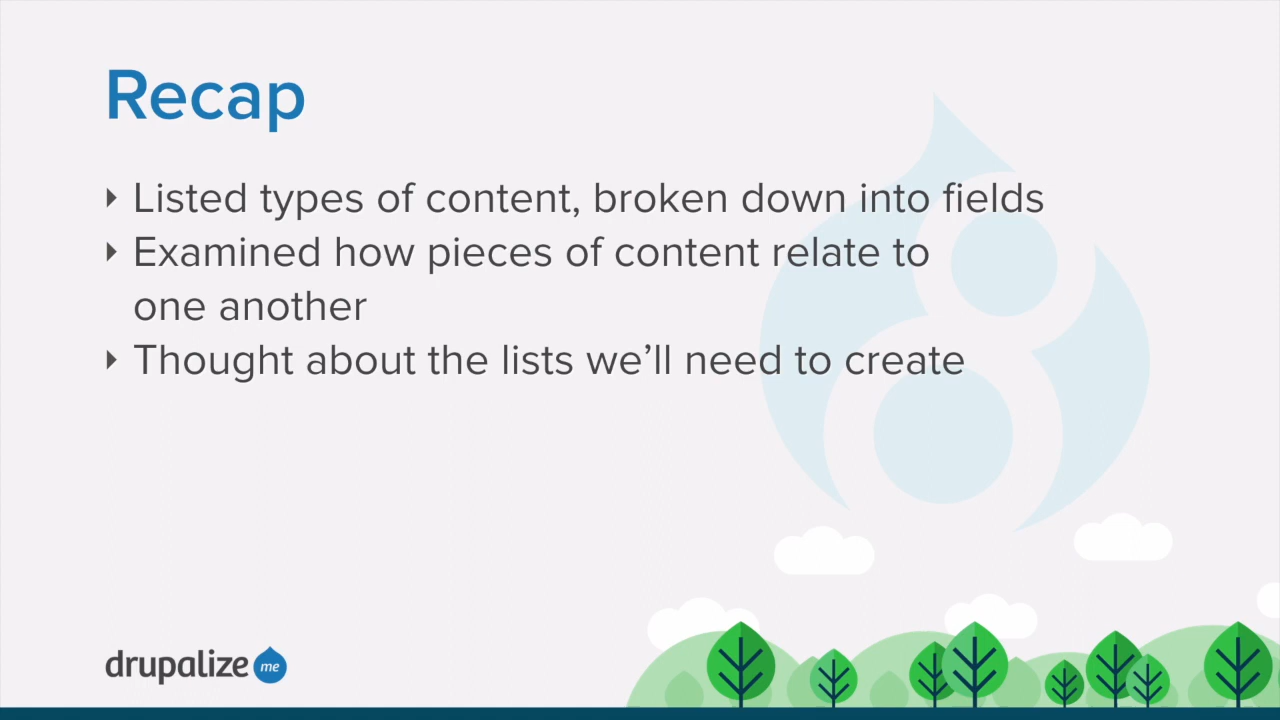 Recap
Listed types of content, broken down into fields
Examined how pieces of content relate to
one another
Thought about the lists we’ll need to create
drupalize me